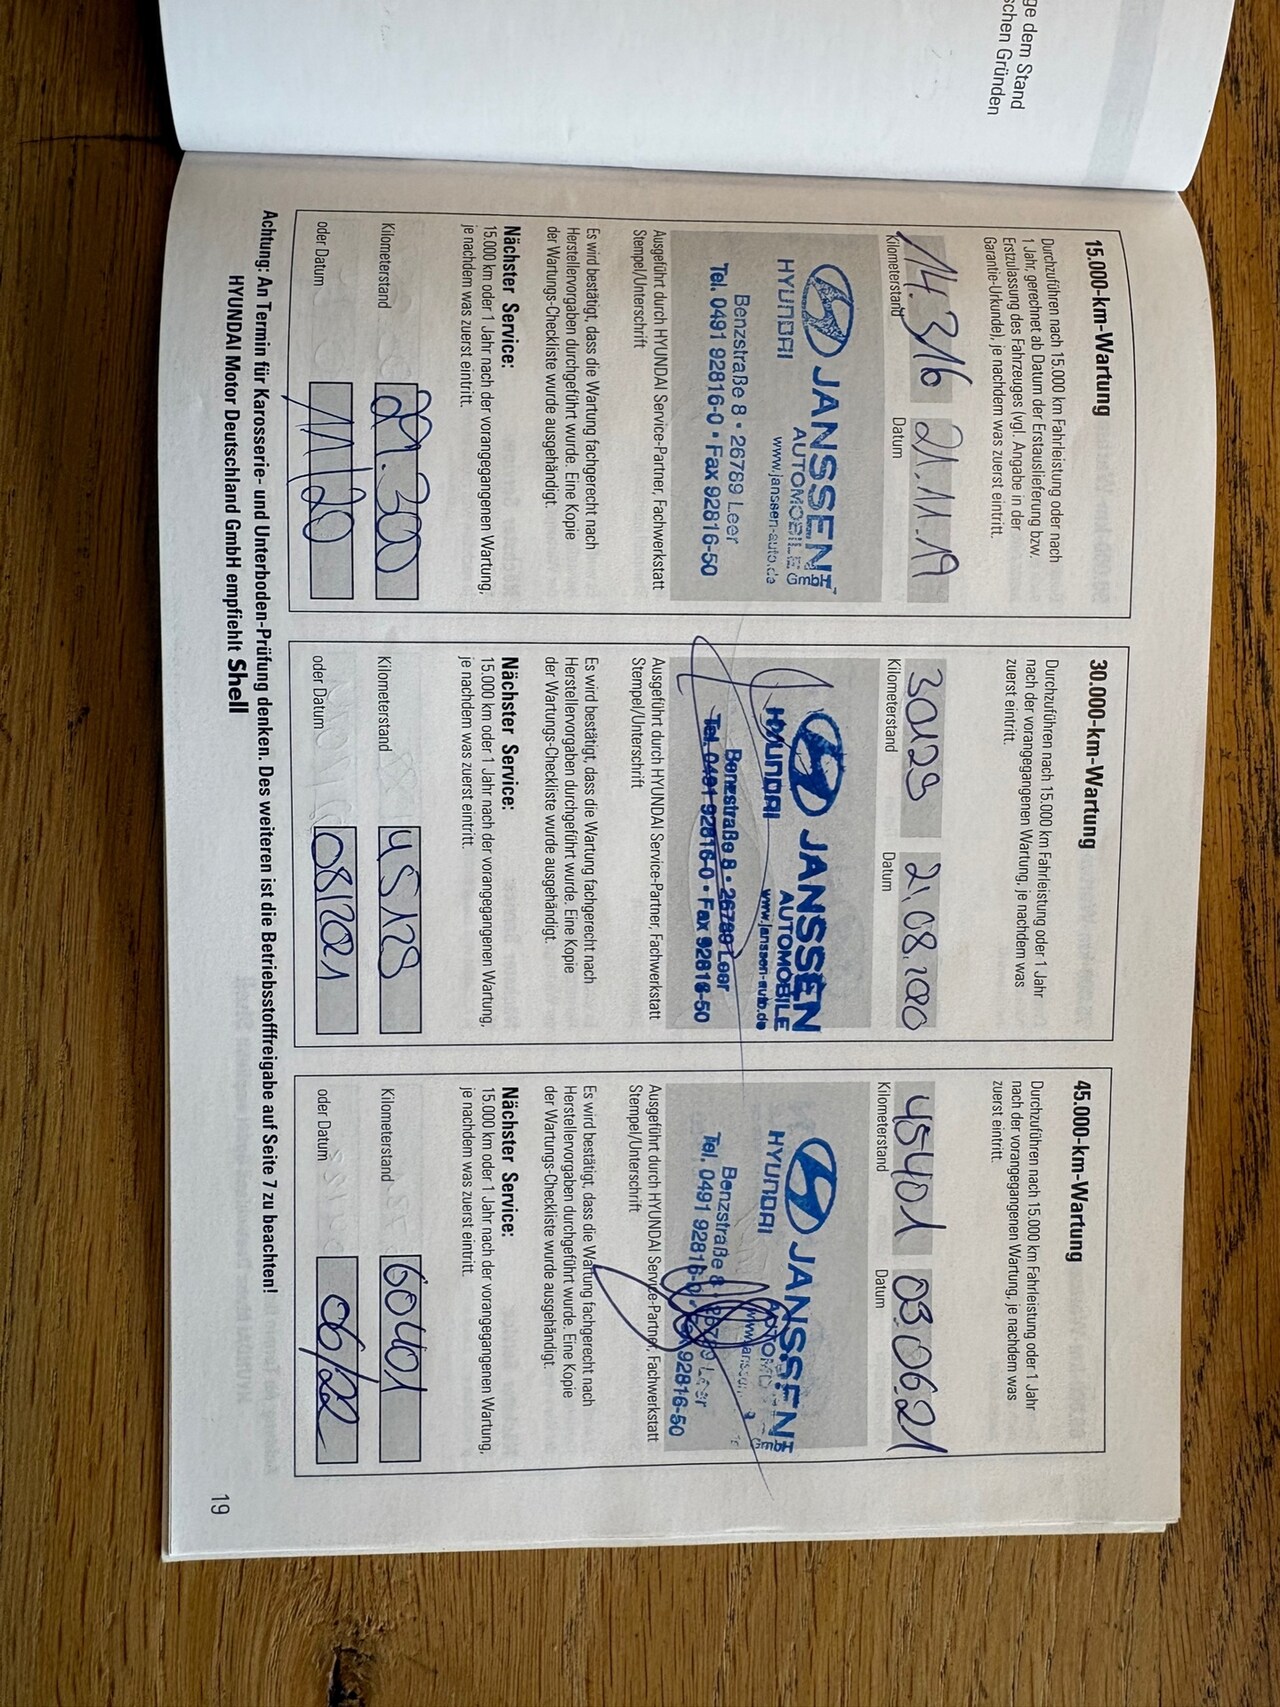 ge dem Stand
schen Gründen
15.000-km-Wartung
Durchzuführen nach 15.000 km Fahrleistung oder nach
1 Jahr, gerechnet ab Datum der Erstauslieferung bzw.
Erstzulassung des Fahrzeuges (vgl. Angabe in der
Garantie-Urkunde), je nachdem was zuerst eintritt.
14.316 21.11.19
Kilometerstand Datum
JANSSEN
HYUNDAI AUTOMOBILE GmbH
www.janssen-auto.de
Benzstraße 8 • 26789 Leer
Tel. 0491 92816-0 • Fax 92816-50
Ausgeführt durch HYUNDAI Service-Partner, Fachwerkstatt
Stempel/Unterschrift
Es wird bestätigt, dass die Wartung fachgerecht nach
Herstellervorgaben durchgeführt wurde. Eine Kopie
der Wartungs-Checkliste wurde ausgehändigt.
Nächster Service:
15.000 km oder 1 Jahr nach der vorangegangenen Wartung,
je nachdem was zuerst eintritt.
Kilometerstand 29.300
oder Datum 11/20
30.000-km-Wartung
Durchzuführen nach 15.000 km Fahrleistung oder 1 Jahr
nach der vorangegangenen Wartung, je nachdem was
zuerst eintritt.
30129 21.08.2020
Kilometerstand Datum
JANSSEN
HYUNDAI AUTOMOBILE
www.janssen-auto.de
Benzstraße 8 • 26789 Leer
Tel. 0491 92816-0 • Fax 92816-50
Ausgeführt durch HYUNDAI Service-Partner, Fachwerkstatt
Stempel/Unterschrift
Es wird bestätigt, dass die Wartung fachgerecht nach
Herstellervorgaben durchgeführt wurde. Eine Kopie
der Wartungs-Checkliste wurde ausgehändigt.
Nächster Service:
15.000 km oder 1 Jahr nach der vorangegangenen Wartung,
je nachdem was zuerst eintritt.
Kilometerstand 45129
oder Datum 08/2021
45.000-km-Wartung
Durchzuführen nach 15.000 km Fahrleistung oder 1 Jahr
nach der vorangegangenen Wartung, je nachdem was
zuerst eintritt.
45401 03.06.21
Kilometerstand Datum
JANSSEN
HYUNDAI GmbH
Benzstraße 8 • 26789 Leer
Tel. 0491 92816-0 • Fax 92816-50
Ausgeführt durch HYUNDAI Service-Partner, Fachwerkstatt
Stempel/Unterschrift
Es wird bestätigt, dass die Wartung fachgerecht nach
Herstellervorgaben durchgeführt wurde. Eine Kopie
der Wartungs-Checkliste wurde ausgehändigt.
Nächster Service:
15.000 km oder 1 Jahr nach der vorangegangenen Wartung,
je nachdem was zuerst eintritt.
Kilometerstand 60401
oder Datum 06/22
Achtung: An Termin für Karosserie- und Unterboden-Prüfung denken. Des weiteren ist die Betriebsstofffreigabe auf Seite 7 zu beachten!
HYUNDAI Motor Deutschland GmbH empfiehlt Shell
19